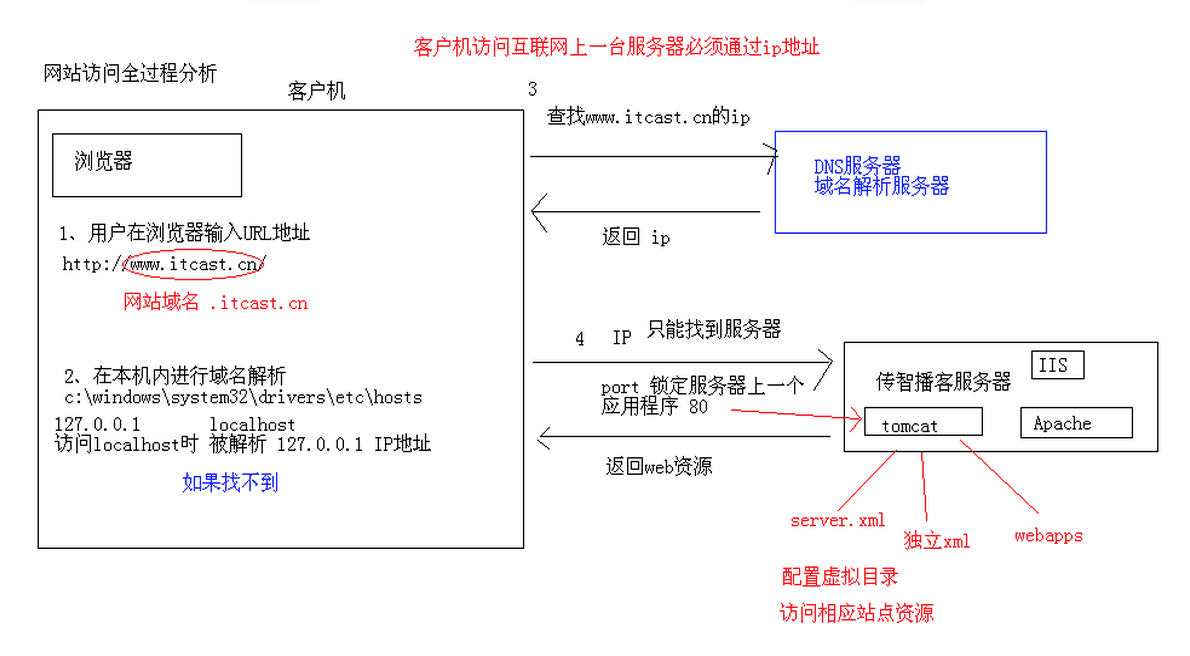 客户机访问互联网上一台服务器必须通过ip地址
网站访问全过程分析
客户机
3
查找www.itcast.cn的ip
浏览器
DNS服务器
域名解析服务器
返回 ip
1、用户在浏览器输入URL地址
http://www.itcast.cn/
网站域名 .itcast.cn
4 IP 只能找到服务器
2、在本机内进行域名解析
c:\windows\system32\drivers\etc\hosts
127.0.0.1 localhost
访问localhost时 被解析 127.0.0.1 IP地址
如果找不到
port 锁定服务器上一个
应用程序 80
返回web资源
IIS
传智播客服务器
tomcat
Apache
server.xml
独立xml
webapps
配置虚拟目录
访问相应站点资源